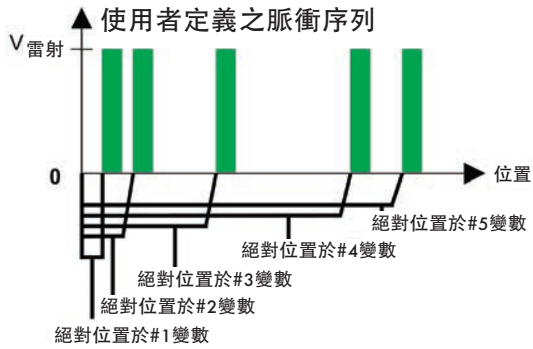 使用者定義之脈衝序列
V雷射
0
位置
絕對位置於#5變數
絕對位置於#4變數
絕對位置於#3變數
絕對位置於#2變數
絕對位置於#1變數